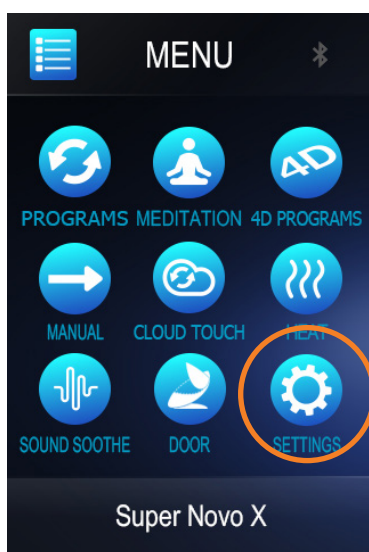 MENU
PROGRAMS MEDITATION 4D PROGRAMS
MANUAL CLOUD TOUCH HEAT
SOUND SOOTHE DOOR SETTINGS
Super Novo X